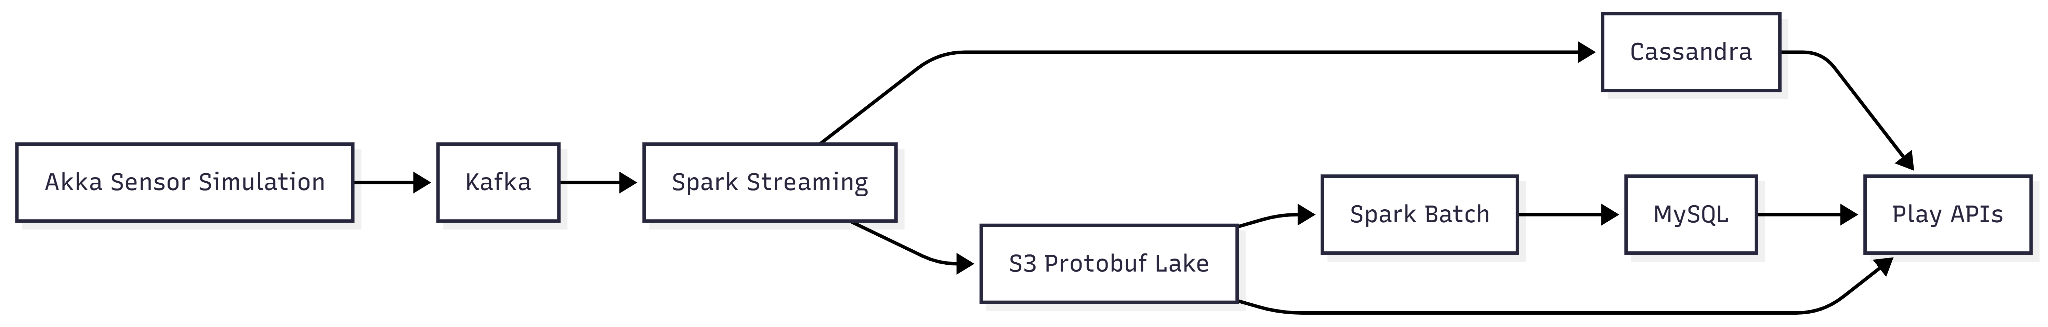 Cassandra
Akka Sensor Simulation
Kafka
Spark Streaming
S3 Protobuf Lake
Spark Batch
MySQL
Play APIs